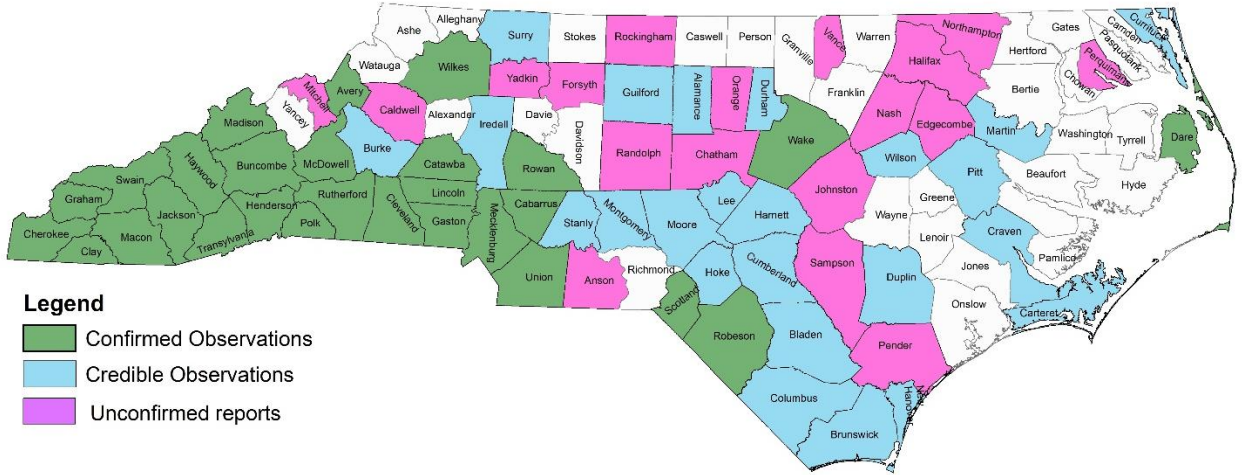 Alleghany
Ashe
Surry
Stokes
Rockingham
Caswell
Person
Granville
Vance
Warren
Northampton
Gates
Camden
Currituck
Pasquotank
Hertford
Halifax
Perquimans
Chowan
Watauga
Wilkes
Yadkin
Forsyth
Guilford
Alamance
Orange
Durham
Franklin
Bertie
Mitchell
Avery
Caldwell
Yancey
Alexander
Iredell
Davie
Davidson
Nash
Edgecombe
Martin
Washington
Tyrrell
Dare
Madison
Burke
Wake
Randolph
Chatham
Wilson
Pitt
Beaufort
Hyde
Haywood
Buncombe
McDowell
Catawba
Rowan
Swain
Graham
Jackson
Henderson
Rutherford
Lincoln
Johnston
Greene
Cherokee
Macon
Clay
Transylvania
Polk
Cleveland
Gaston
Mecklenburg
Cabarrus
Stanly
Montgomery
Moore
Lee
Harnett
Wayne
Lenoir
Craven
Pamlico
Union
Anson
Richmond
Hoke
Cumberland
Sampson
Duplin
Jones
Onslow
Carteret
Scotland
Robeson
Bladen
Pender
Columbus
Brunswick
New
Hanover
Legend
Confirmed Observations
Credible Observations
Unconfirmed reports